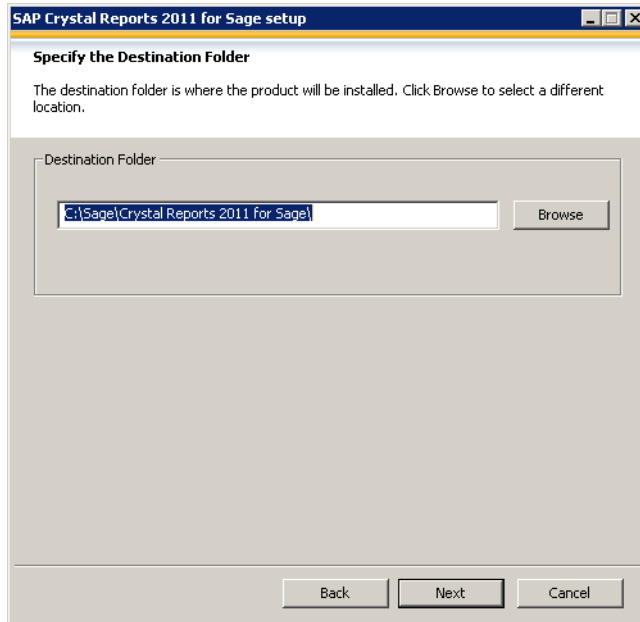 SAP Crystal Reports 2011 for Sage setup
Specify the Destination Folder
The destination folder is where the product will be installed. Click Browse to select a different
location.
Destination Folder
C:\Sage\Crystal Reports 2011 for Sage\
Browse
Back
Next
Cancel